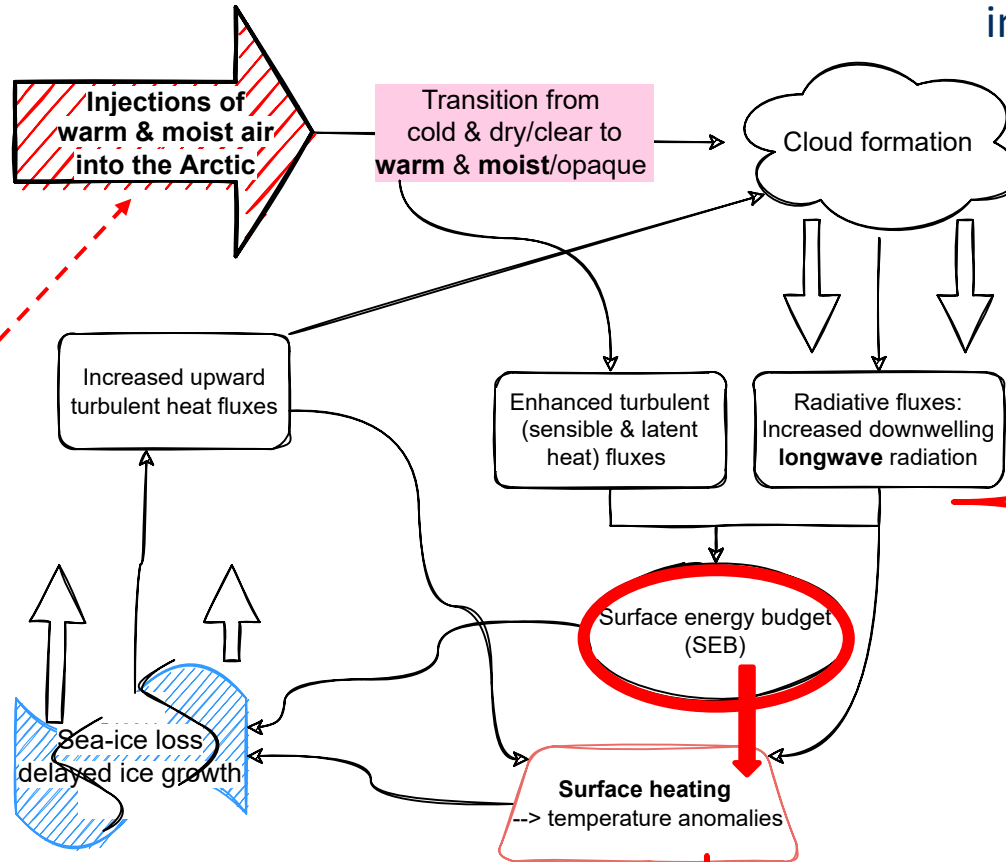 in
Injections of
warm & moist air
into the Arctic
Transition from
cold & dry/clear to
warm & moist/opaque
Cloud formation
Increased upward
turbulent heat fluxes
Enhanced turbulent
(sensible & latent
heat) fluxes
Radiative fluxes:
Increased downwelling
longwave radiation
Surface energy budget
(SEB)
Sea-ice loss
delayed ice growth
Surface heating
--> temperature anomalies